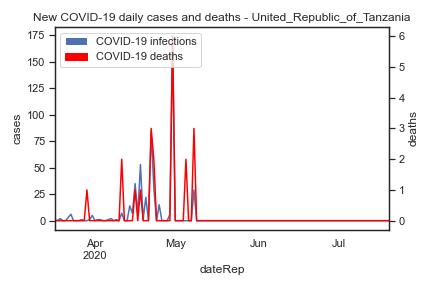 New COVID-19 daily cases and deaths - United_Republic_of_Tanzania
COVID-19 infections
COVID-19 deaths
175
150
125
100
75
50
25
0
cases
6
5
4
3
2
1
0
deaths
Apr
2020
May
Jun
Jul
dateRep